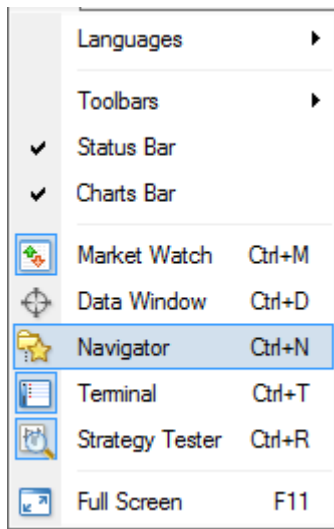 Languages
Toolbars
Status Bar
Charts Bar
Market Watch Ctrl+M
Data Window Ctrl+D
Navigator Ctrl+N
Terminal Ctrl+T
Strategy Tester Ctrl+R
Full Screen F11